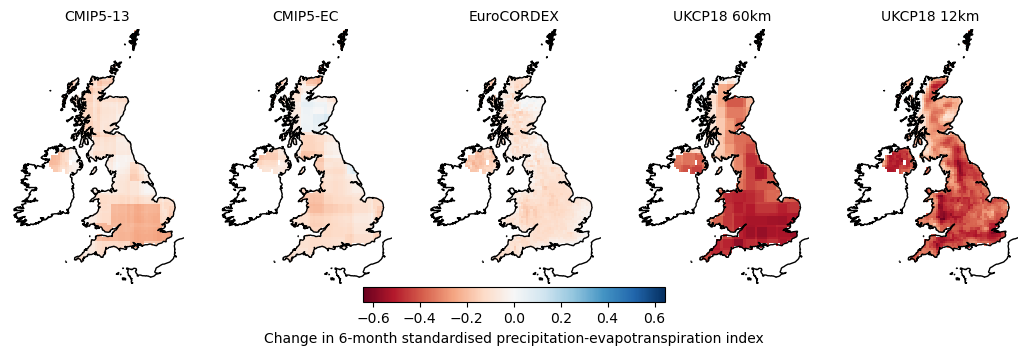 CMIP5-13 CMIP5-EC EuroCORDEX UKCP18 60km UKCP18 12km
−0.6 −0.4 −0.2 0.0 0.2 0.4 0.6
Change in 6-month standardised precipitation-evapotranspiration index